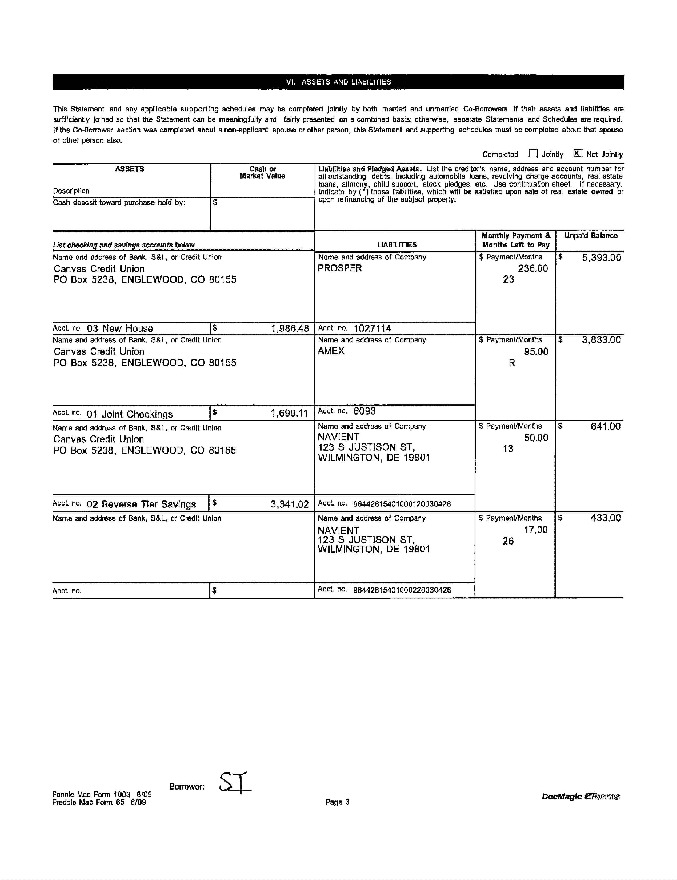 VI. ASSETS AND LIABILITIES
This Statement and any applicable supporting schedules may be completed jointly by both married and unmarried Co-Borrowers if their assets and liabilities are
sufficiently joined so that the Statement can be meaningfully and fairly presented on a combined basis; otherwise, separate Statements and Schedules are required.
If the Co-Borrower section was completed about a non-applicant spouse or other person, this Statement and supporting schedules must be completed about that spouse
or other person also.
Completed Jointly X Not Jointly
ASSETS
Cash or
Market Value
Description
Cash deposit toward purchase held by: $
Liabilities and Pledged Assets. List the creditor's name, address and account number for
all outstanding debts, including automobile loans, revolving charge accounts, real estate
loans, alimony, child support, stock pledges, etc. Use continuation sheet, if necessary.
Indicate by (*) those liabilities, which will be satisfied upon sale of real estate owned or
upon refinancing of the subject property.
List checking and savings accounts below
LIABILITIES
Monthly Payment &
Months Left to Pay
Unpaid Balance
Name and address of Bank, S&L, or Credit Union
Canvas Credit Union
PO Box 5238, ENGLEWOOD, CO 80155
Acct. no. 03 New House $ 1,986.48
Name and address of Company
PROSPER
Acct. no. 1027114
$ Payment/Months
236.00
23
$ 5,393.00
Name and address of Bank, S&L, or Credit Union
Canvas Credit Union
PO Box 5238, ENGLEWOOD, CO 80155
Acct. no. 01 Joint Checkings $ 1,690.11
Name and address of Company
AMEX
Acct. no. 6093
$ Payment/Months
95.00
R
$ 3,833.00
Name and address of Bank, S&L, or Credit Union
Canvas Credit Union
PO Box 5238, ENGLEWOOD, CO 80155
Acct. no. 02 Reverse Tier Savings $ 3,341.02
Name and address of Company
NAVIENT
123 S JUSTISON ST,
WILMINGTON, DE 19801
Acct. no.
$ Payment/Months
50.00
13
$ 641.00
Name and address of Bank, S&L, or Credit Union
Acct. no. $
Name and address of Company
NAVIENT
123 S JUSTISON ST,
WILMINGTON, DE 19801
Acct. no.
$ Payment/Months
17.00
26
$ 433.00
Borrower: ST
Fannie Mae Form 1003 6/09
Freddie Mac Form 65 6/09
Page 3
DocMagic